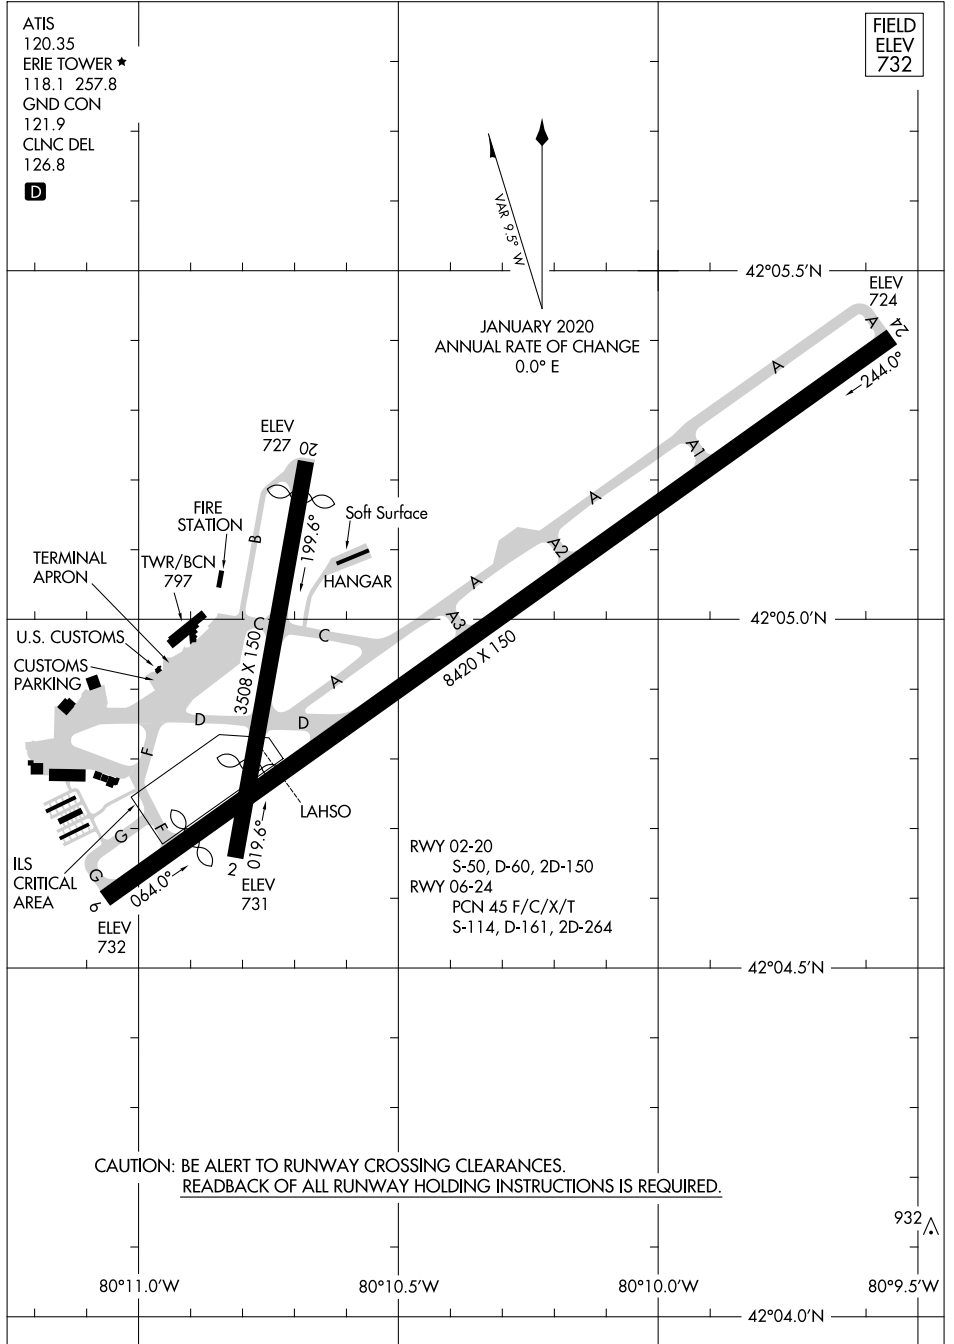 ATIS
120.35
ERIE TOWER ★
118.1 257.8
GND CON
121.9
CLNC DEL
126.8
D
FIELD
ELEV
732
VAR 9.5° W
JANUARY 2020
ANNUAL RATE OF CHANGE
0.0° E
42°05.5'N
ELEV
724
24
A
244.0°
A
A1
ELEV
727
20
A
FIRE
STATION
Soft Surface
B
199.6°
TERMINAL
APRON
TWR/BCN
797
HANGAR
A2
A
42°05.0'N
A3
U.S. CUSTOMS
C
C
8420 X 150
CUSTOMS
PARKING
3508 X 150
A
D
D
F
LAHSO
F
G
ILS
CRITICAL
AREA
G
064.0°
019.6°
2
ELEV
731
6
ELEV
732
RWY 02-20
S-50, D-60, 2D-150
RWY 06-24
PCN 45 F/C/X/T
S-114, D-161, 2D-264
42°04.5'N
CAUTION: BE ALERT TO RUNWAY CROSSING CLEARANCES.
READBACK OF ALL RUNWAY HOLDING INSTRUCTIONS IS REQUIRED.
932
80°11.0'W
80°10.5'W
80°10.0'W
80°9.5'W
42°04.0'N